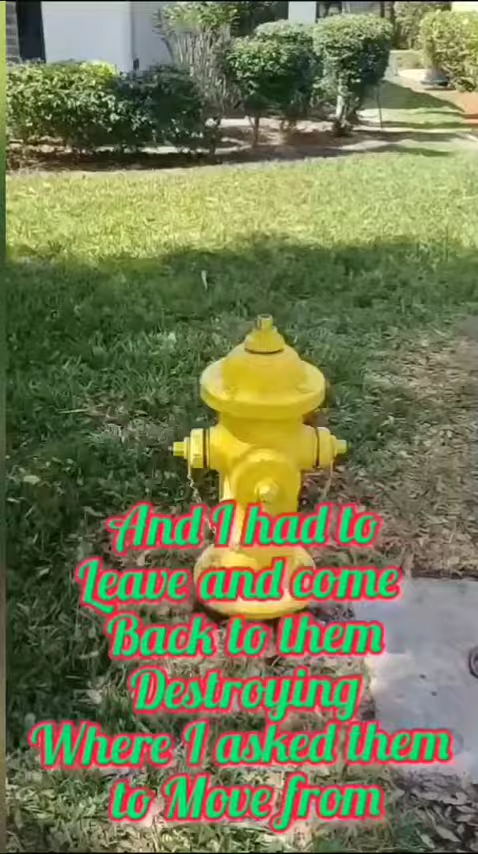 And I had to
Leave and come
Back to them
Destroying
Where I asked them
to Move from